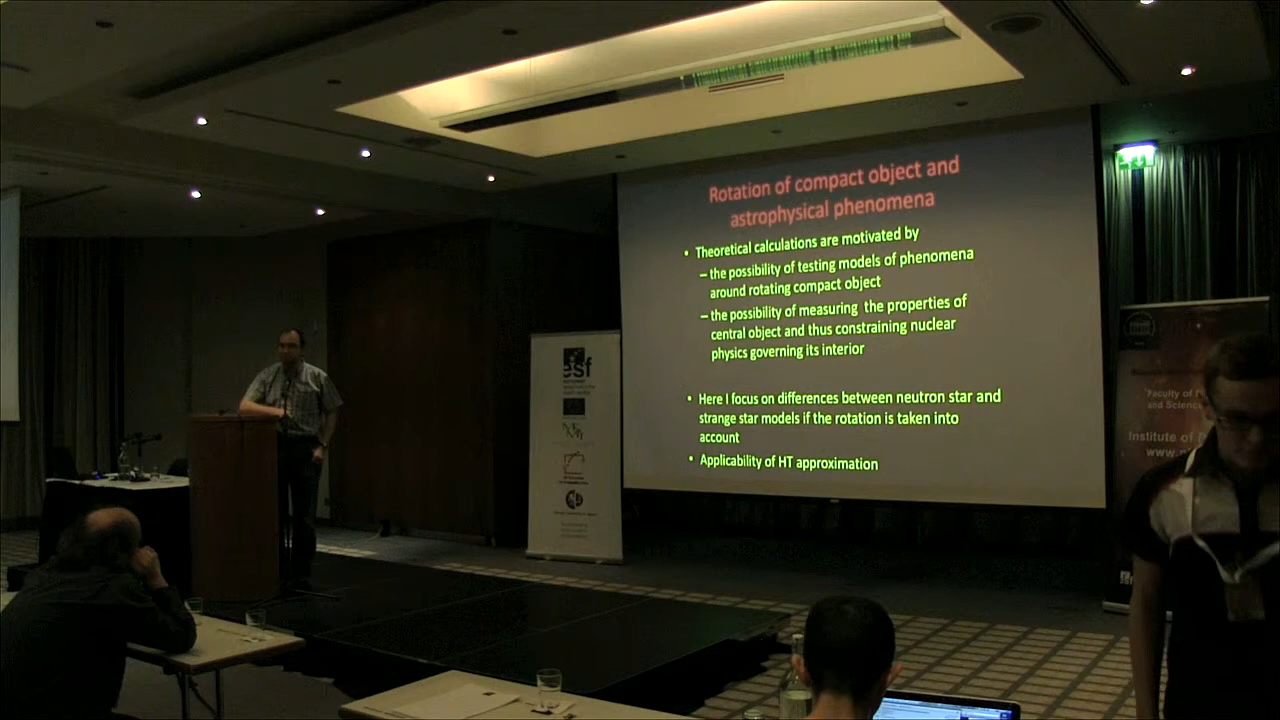 Rotation of compact object and
astrophysical phenomena
• Theoretical calculations are motivated by
– the possibility of testing models of phenomena
around rotating compact object
– the possibility of measuring the properties of
central object and thus constraining nuclear
physics governing its interior
• Here I focus on differences between neutron star and
strange star models if the rotation is taken into
account
• Applicability of HT approximation
esf
Faculty of
and Science
Institute of
www.
esf